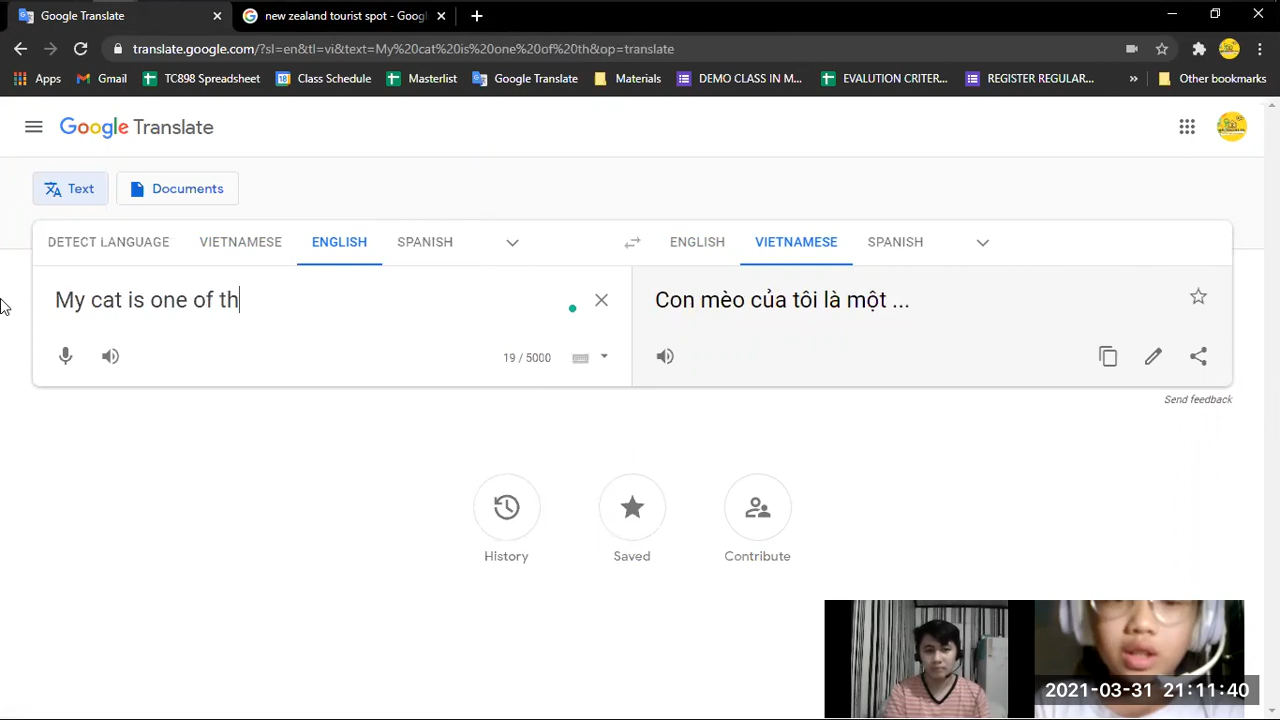 Google Translate
new zealand tourist spot - Goog
translate.google.com/?sl=en&tl=vi&text=My%20cat%20is%20one%20of%20th&op=translate
Apps Gmail TC898 Spreadsheet Class Schedule Masterlist Google Translate Materials DEMO CLASS IN M... EVALUTION CRITER... REGISTER REGULAR... » Other bookmarks
Google Translate
Text Documents
DETECT LANGUAGE VIETNAMESE ENGLISH SPANISH ENGLISH VIETNAMESE SPANISH
My cat is one of th
Con mèo của tôi là một ...
19 / 5000
Send feedback
History Saved Contribute
2021-03-31 21:11:40